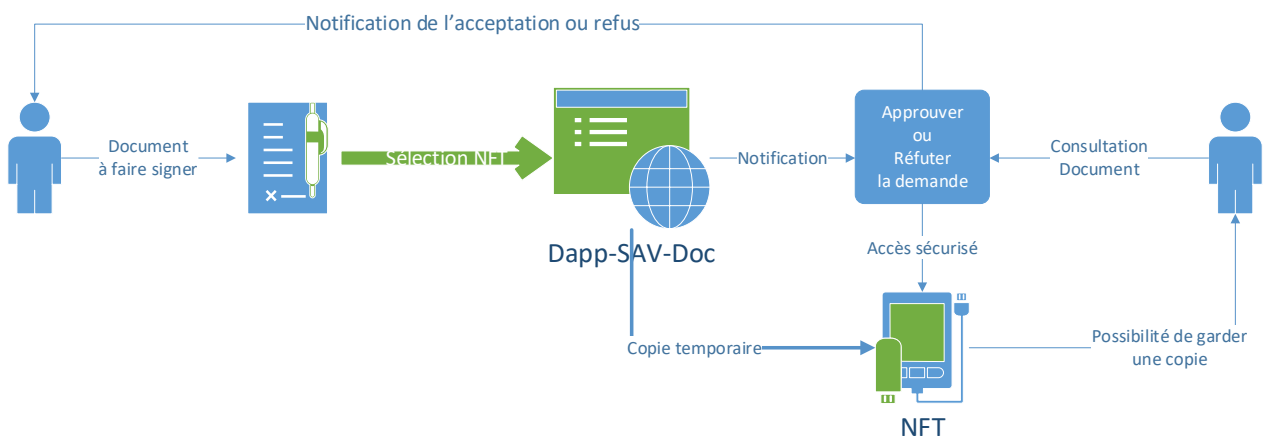 Notification de l’acceptation ou refus
Document
à faire signer
Sélection NFT
Notification
Approuver
ou
Réfuter
la demande
Consultation
Document
Dapp-SAV-Doc
Accès sécurisé
Copie temporaire
Possibilité de garder
une copie
NFT